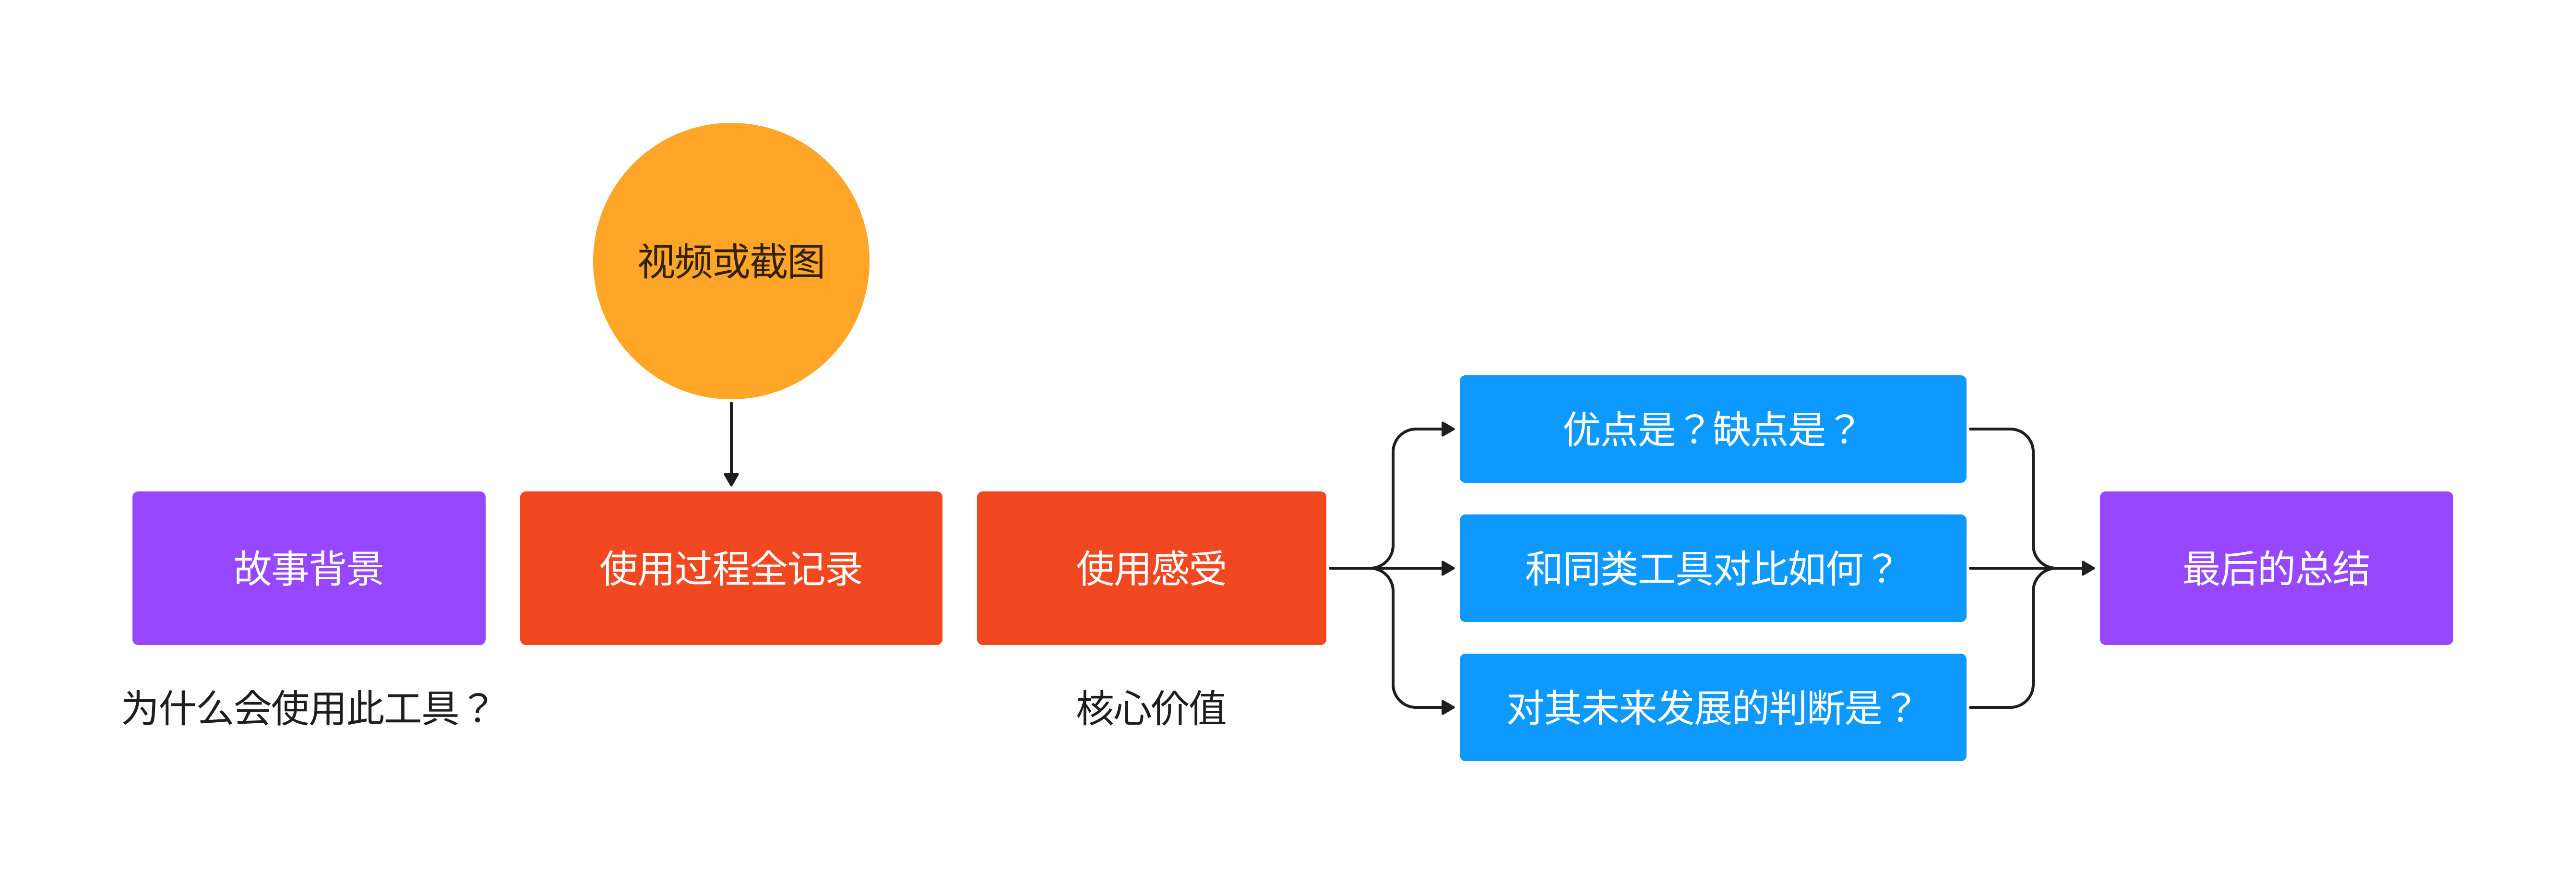 视频或截图
故事背景
为什么会使用此工具？
使用过程全记录
使用感受
核心价值
优点是？缺点是？
和同类工具对比如何？
对其未来发展的判断是？
最后的总结